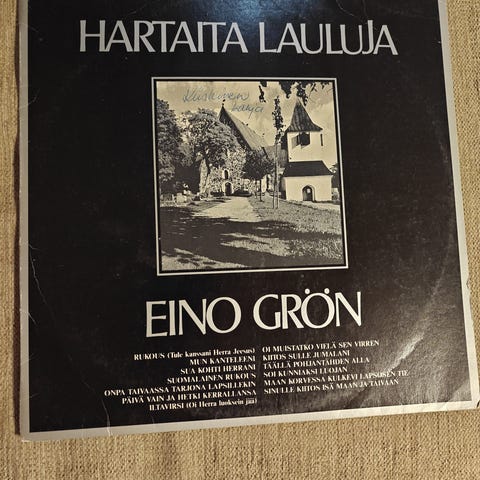 HARTAITA LAULUJA
EINO GRÖN
RUKOUS (Tule kanssani Herra Jeesus)
MUN KANTELEENI
SUA KOHTI HERRANI
SUOMALAINEN RUKOUS
ONPA TAIVAASSA TARJONA LAPSILLEKIN
PÄIVÄ VAIN JA HETKI KERRALLANSA
ILTAVIRSI (Oi Herra luoksein jää)
OI MUISTATKO VIELÄ SEN VIRREN
KIITOS SULLE JUMALANI
TÄÄLLÄ POHJANTÄHDEN ALLA
SOI KUNNIAKSI LUOJAN
MAAN KORVESSA KULKEVI LAPSOSEN TIE
SINULLE KIITOS ISÄ MAAN JA TAIVAAN